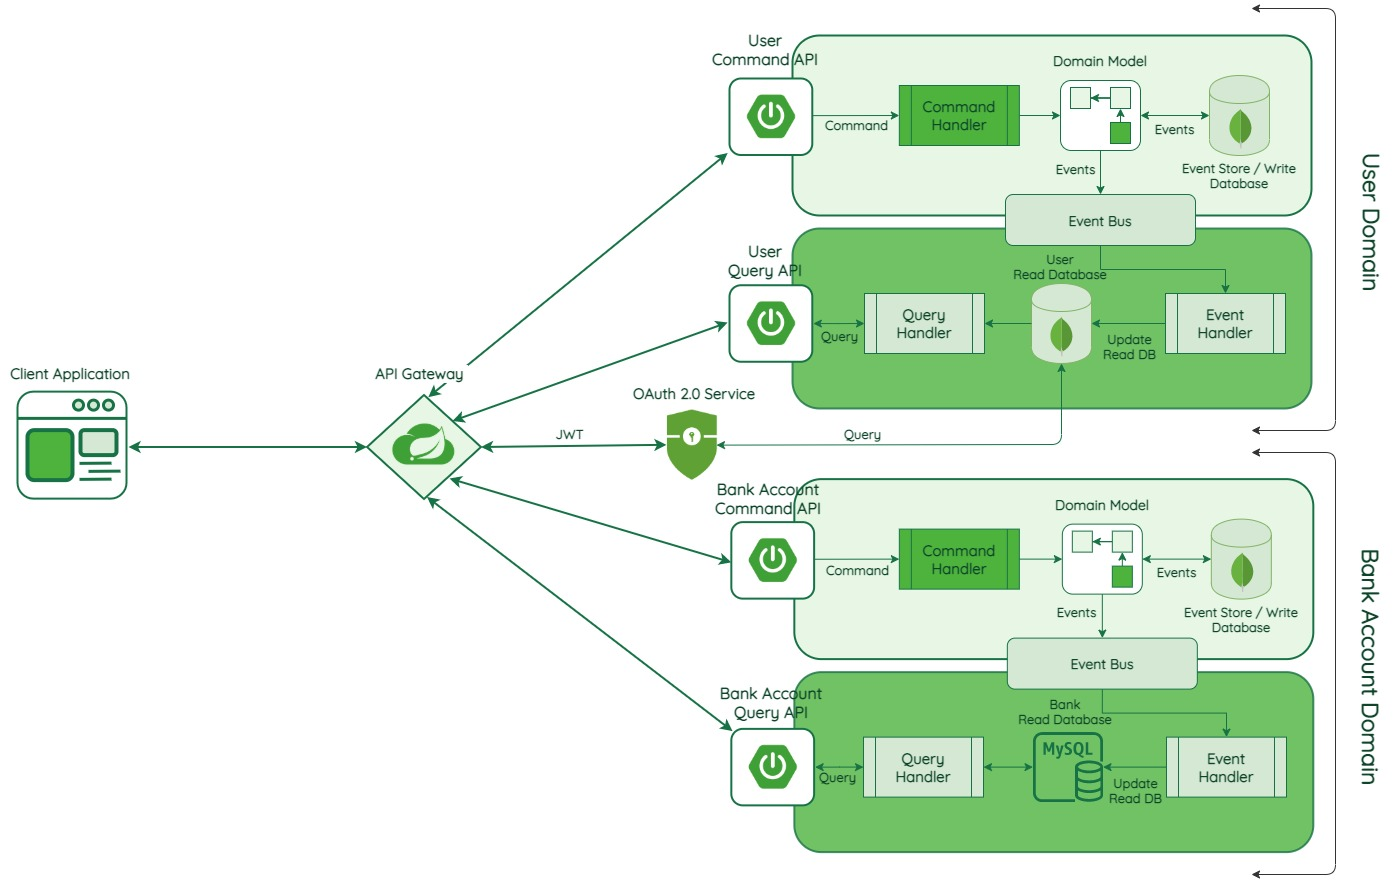 User
Command API
Domain Model
Command
Handler
Command
Events
Event Store / Write
Database
Events
Event Bus
User Domain
User
Query API
User
Read Database
Query
Handler
Query
Event
Handler
Update
Read DB
Client Application
API Gateway
OAuth 2.0 Service
JWT
Query
Bank Account
Command API
Domain Model
Command
Handler
Command
Events
Event Store / Write
Database
Events
Event Bus
Bank Account Domain
Bank Account
Query API
Bank
Read Database
MySQL
Query
Handler
Query
Event
Handler
Update
Read DB